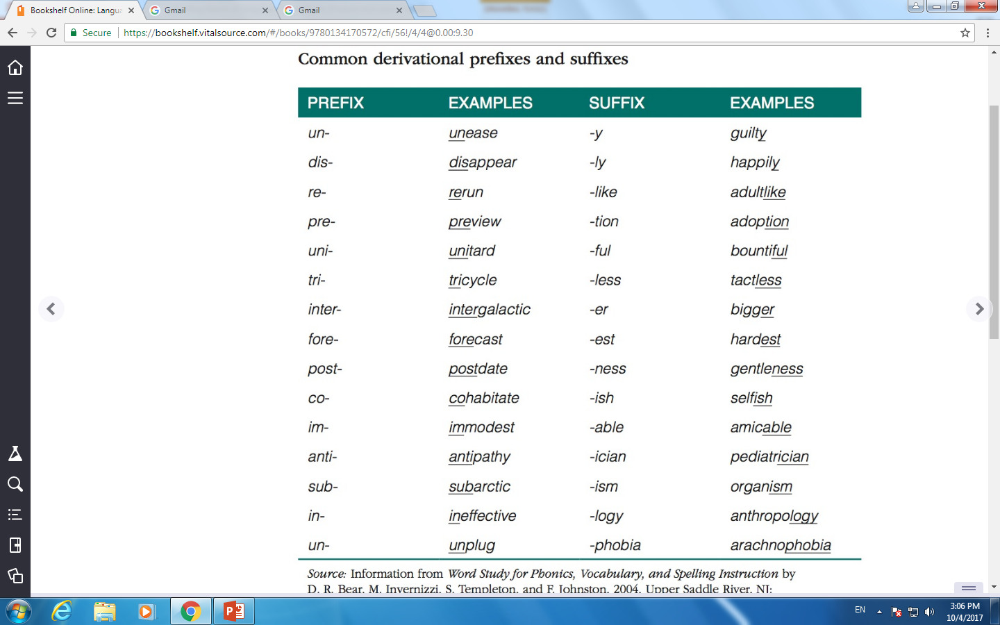 Bookshelf Online: Langua
Gmail
Gmail
Secure https://bookshelf.vitalsource.com/#/books/9780134170572/cfi/56!/4/4@0.00:9.30
Common derivational prefixes and suffixes
PREFIX EXAMPLES SUFFIX EXAMPLES
un- unease -y guilty
dis- disappear -ly happily
re- rerun -like adultlike
pre- preview -tion adoption
uni- unitard -ful bountiful
tri- tricycle -less tactless
inter- intergalactic -er bigger
fore- forecast -est hardest
post- postdate -ness gentleness
co- cohabitate -ish selfish
im- immodest -able amicable
anti- antipathy -ician pediatrician
sub- subarctic -ism organism
in- ineffective -logy anthropology
un- unplug -phobia arachnophobia
Source: Information from Word Study for Phonics, Vocabulary, and Spelling Instruction by
D. R. Bear, M. Invernizzi, S. Templeton, and F. Johnston, 2004, Upper Saddle River, NJ:
EN
3:06 PM
10/4/2017